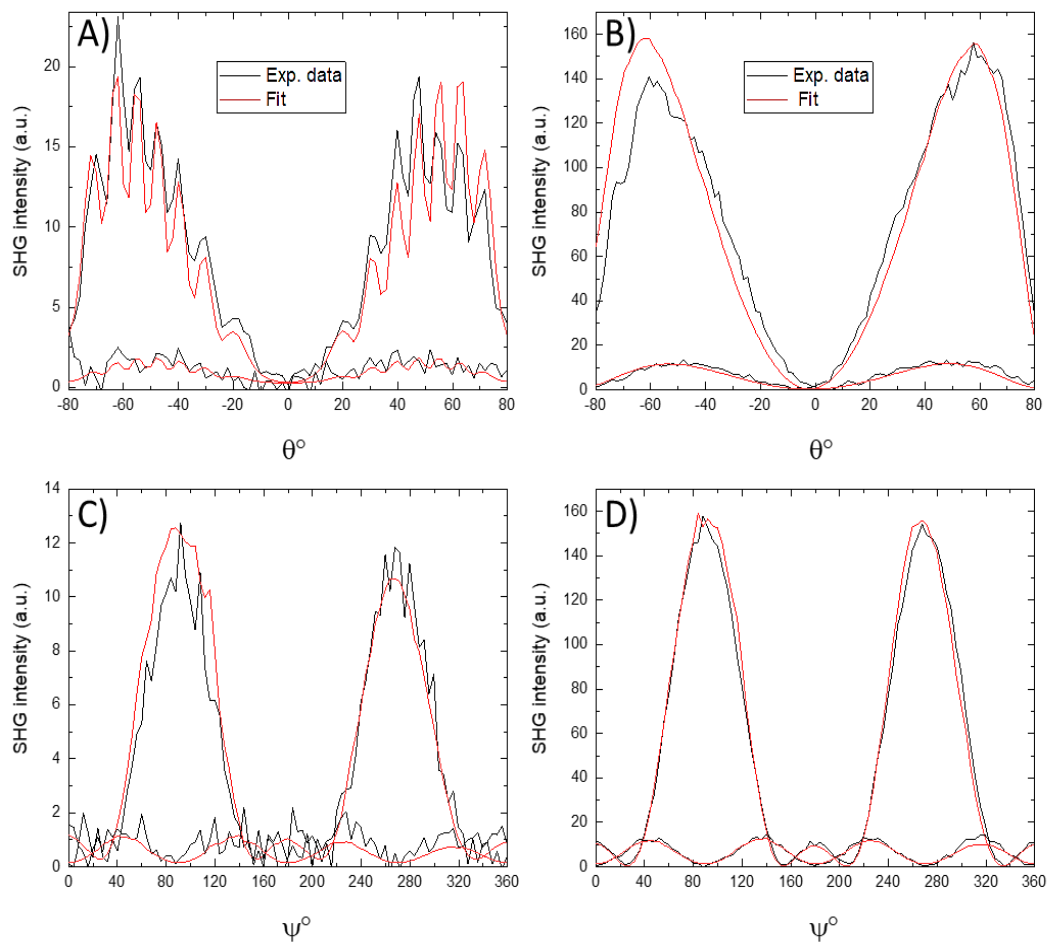 A)
Exp. data
Fit
SHG intensity (a.u.)
20
15
10
5
0
-80 -60 -40 -20 0 20 40 60 80
θ°
B)
Exp. data
Fit
SHG intensity (a.u.)
160
140
120
100
80
60
40
20
0
-80 -60 -40 -20 0 20 40 60 80
θ°
C)
SHG intensity (a.u.)
14
12
10
8
6
4
2
0
0 40 80 120 160 200 240 280 320 360
ψ°
D)
SHG intensity (a.u.)
160
140
120
100
80
60
40
20
0
0 40 80 120 160 200 240 280 320 360
ψ°